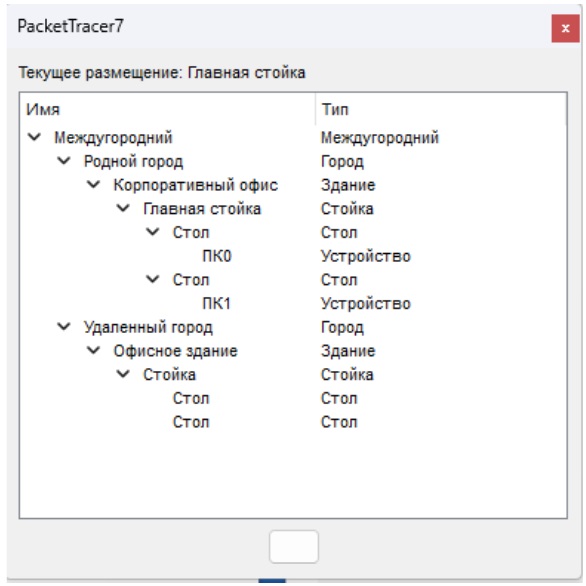 PacketTracer7
x
Текущее размещение: Главная стойка
Имя Тип
Междугородний Междугородний
Родной город Город
Корпоративный офис Здание
Главная стойка Стойка
Стол Стол
ПК0 Устройство
Стол Стол
ПК1 Устройство
Удаленный город Город
Офисное здание Здание
Стойка Стойка
Стол Стол
Стол Стол